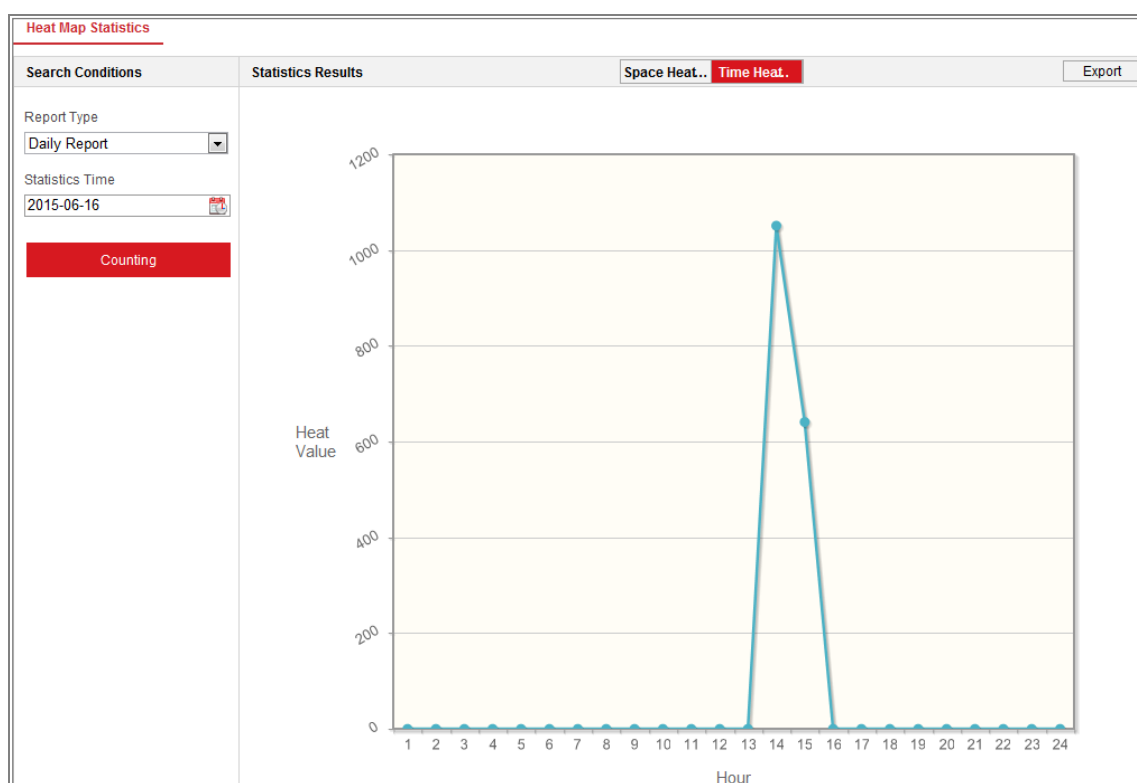 Heat Map Statistics
Search Conditions
Statistics Results
Space Heat...
Time Heat..
Export
Report Type
Daily Report
Statistics Time
2015-06-16
Counting
1200
1000
800
600
400
200
0
Heat
Value
1 2 3 4 5 6 7 8 9 10 11 12 13 14 15 16 17 18 19 20 21 22 23 24
Hour